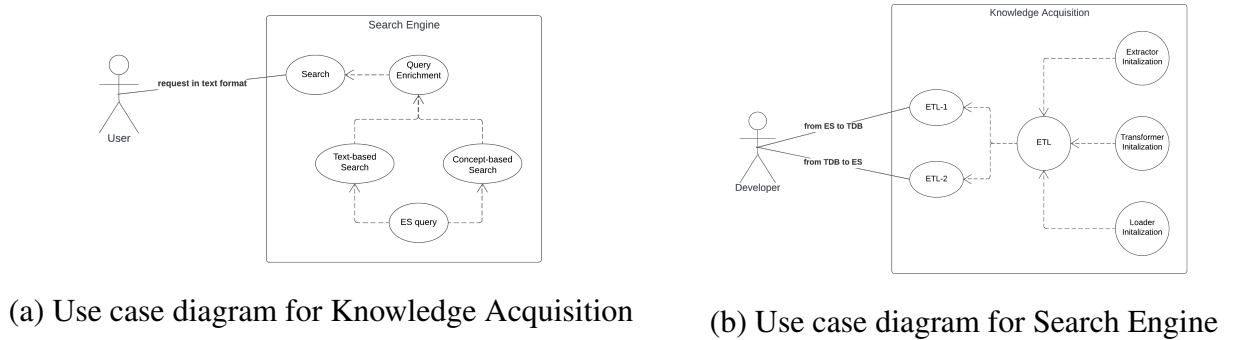 Search Engine
Search
Query
Enrichment
request in text format
User
Text-based
Search
Concept-based
Search
ES query
(a) Use case diagram for Knowledge Acquisition
Knowledge Acquisition
Extractor
Initalization
ETL-1
from ES to TDB
ETL
Transformer
Initalization
from TDB to ES
ETL-2
Developer
Loader
Initalization
(b) Use case diagram for Search Engine